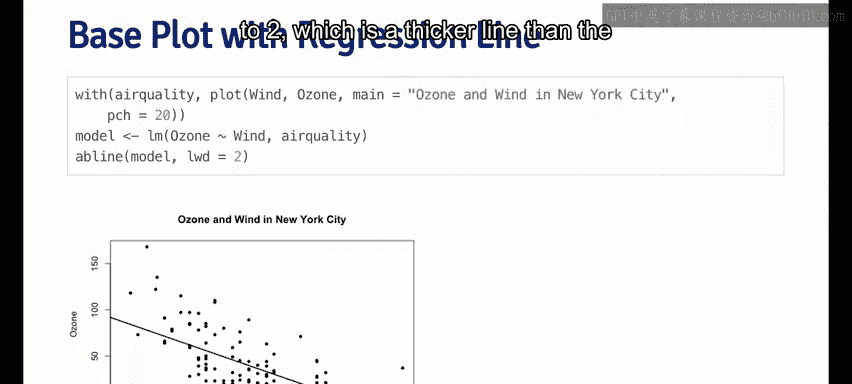 to 2, which is a thicker line than the
Base Plot with Regression Line
with(airquality, plot(Wind, Ozone, main = "Ozone and Wind in New York City",
pch = 20))
model <- lm(Ozone ~ Wind, airquality)
abline(model, lwd = 2)
Ozone and Wind in New York City
150
100
50
Ozone